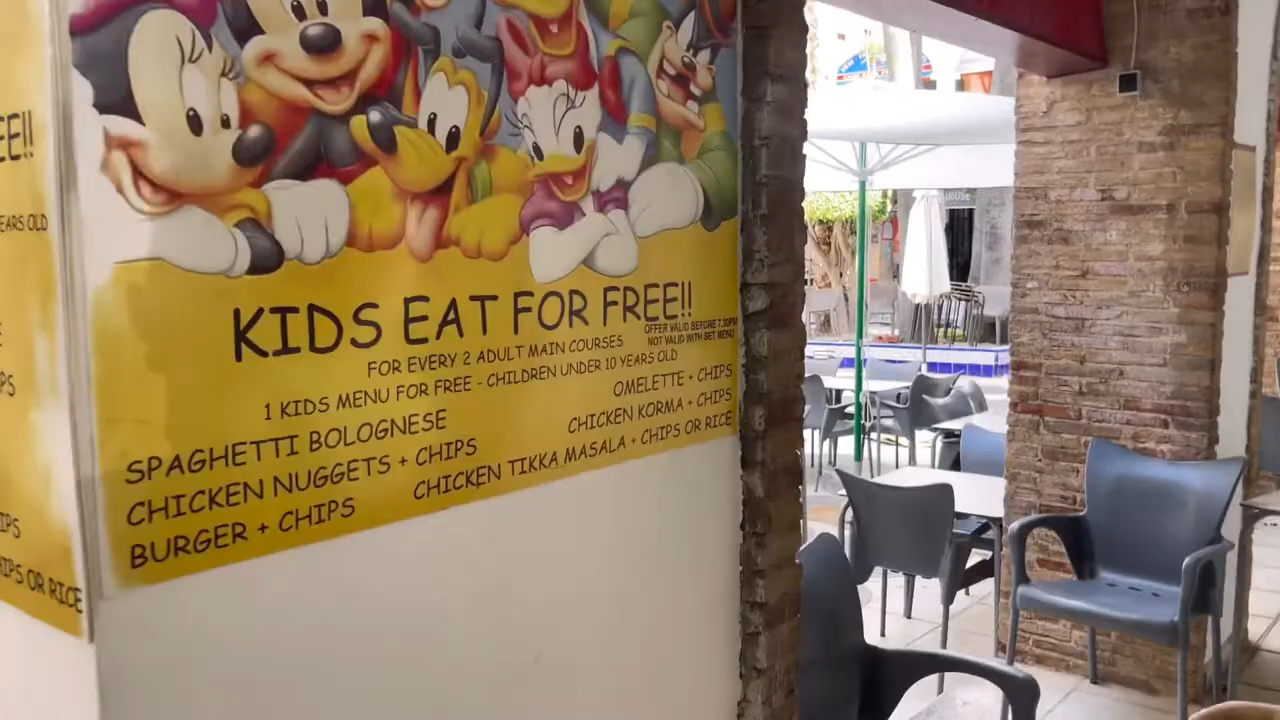 EE!!
EARS OLD
PS
IPS
HIPS OR RICE
KIDS EAT FOR FREE!!
OFFER VALID BEFORE 7.30PM
NOT VALID WITH SET MENU
FOR EVERY 2 ADULT MAIN COURSES
1 KIDS MENU FOR FREE - CHILDREN UNDER 10 YEARS OLD
SPAGHETTI BOLOGNESE
CHICKEN NUGGETS + CHIPS
BURGER + CHIPS
OMELETTE + CHIPS
CHICKEN KORMA + CHIPS
CHICKEN TIKKA MASALA + CHIPS OR RICE